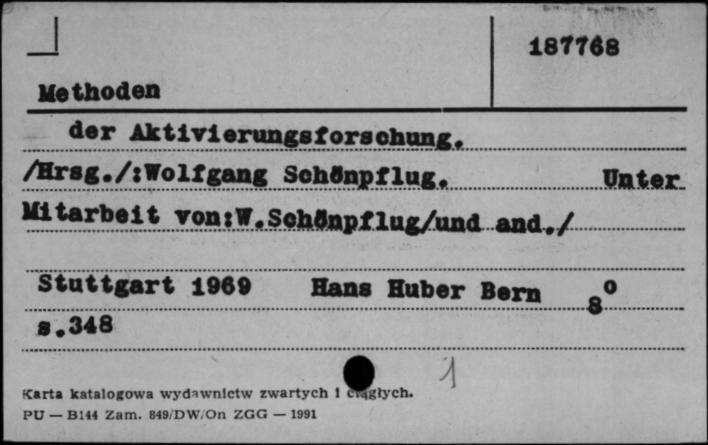 187768
Methoden
der Aktivierungsforschung.
/Hrsg./:Wolfgang Schönpflug. Unter
Mitarbeit von:W.Schönpflug/und and./
Stuttgart 1969 Hans Huber Bern 8°
s.348
1
Karta katalogowa wydawnictw zwartych i ciągłych.
PU — B144 Zam. 849/DW/On ZGG — 1991